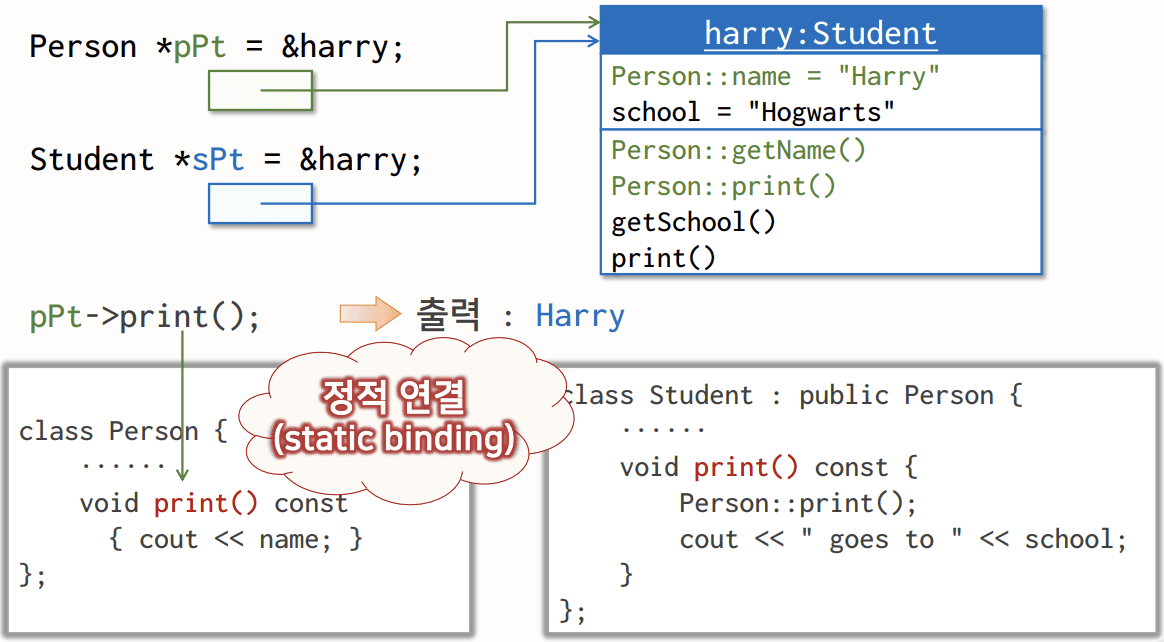 Person *pPt = &harry;
Student *sPt = &harry;
harry:Student
Person::name = "Harry"
school = "Hogwarts"
Person::getName()
Person::print()
getSchool()
print()
pPt->print();
출력 : Harry
정적 연결
(static binding)
class Person {
......
void print() const
{ cout << name; }
};
class Student : public Person {
......
void print() const {
Person::print();
cout << " goes to " << school;
}
};